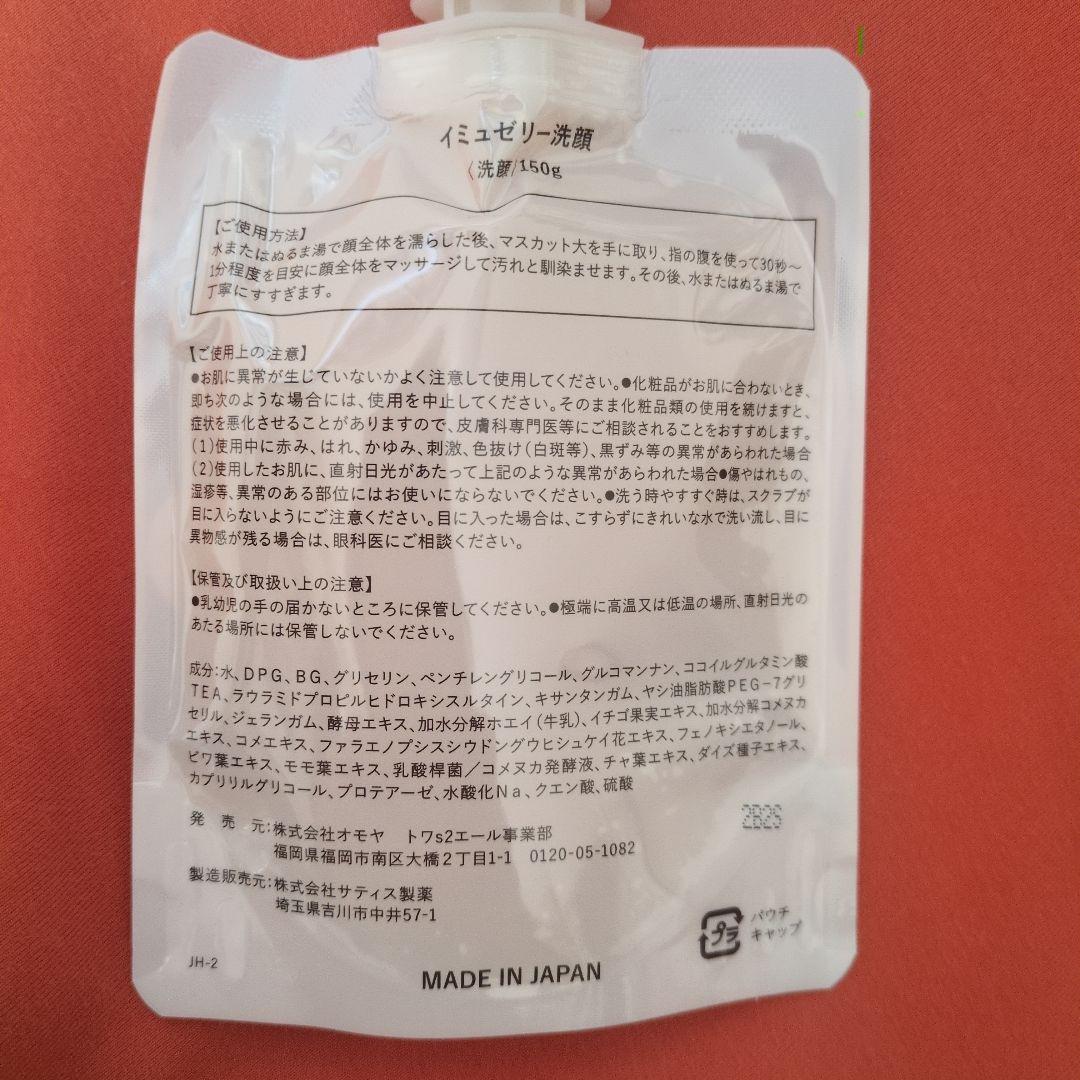 イミュゼリー洗顔
〈洗顔/150g
【ご使用方法】
水またはぬるま湯で顔全体を濡らした後、マスカット大を手に取り、指の腹を使って30秒〜
1分程度を目安に顔全体をマッサージして汚れと馴染ませます。その後、水またはぬるま湯で
丁寧にすすぎます。
【ご使用上の注意】
●お肌に異常が生じていないかよく注意して使用してください。●化粧品がお肌に合わないとき、
即ち次のような場合には、使用を中止してください。そのまま化粧品類の使用を続けますと、
症状を悪化させることがありますので、皮膚科専門医等にご相談されることをおすすめします。
(1)使用中に赤み、はれ、かゆみ、刺激、色抜け(白斑等)、黒ずみ等の異常があらわれた場合
(2)使用したお肌に、直射日光があたって上記のような異常があらわれた場合●傷やはれもの、
湿疹等、異常のある部位にはお使いにならないでください。●洗う時やすすぐ時は、スクラブが
目に入らないようにご注意ください。目に入った場合は、こすらずにきれいな水で洗い流し、目に
異物感が残る場合は、眼科医にご相談ください。
【保管及び取扱い上の注意】
●乳幼児の手の届かないところに保管してください。●極端に高温又は低温の場所、直射日光の
あたる場所には保管しないでください。
成分:水、DPG、BG、グリセリン、ペンチレングリコール、グルコマンナン、ココイルグルタミン酸
TEA、ラウラミドプロピルヒドロキシスルタイン、キサンタンガム、ヤシ油脂肪酸PEG-7グリ
セリル、ジェランガム、酵母エキス、加水分解ホエイ(牛乳)、イチゴ果実エキス、加水分解コメヌカ
エキス、コメエキス、ファラエノプシスシウドングウヒシュケイ花エキス、フェノキシエタノール、
ビワ葉エキス、モモ葉エキス、乳酸桿菌/コメヌカ発酵液、チャ葉エキス、ダイズ種子エキス、
カプリリルグリコール、プロテアーゼ、水酸化Na、クエン酸、硫酸
2B2S
発 売 元:株式会社オモヤ トワs2エール事業部
福岡県福岡市南区大橋2丁目1-1 0120-05-1082
製造販売元:株式会社サティス製薬
埼玉県吉川市中井57-1
プラ
パウチ
キャップ
JH-2
MADE IN JAPAN